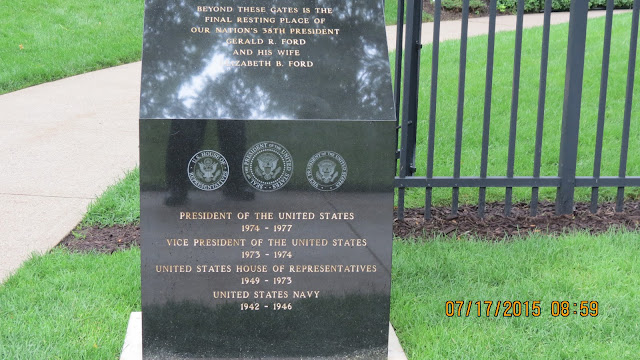 BEYOND THESE GATES IS THE
FINAL RESTING PLACE OF
OUR NATION'S 38TH PRESIDENT
GERALD R. FORD
AND HIS WIFE
ELIZABETH B. FORD
PRESIDENT OF THE UNITED STATES
1974 - 1977
VICE PRESIDENT OF THE UNITED STATES
1973 - 1974
UNITED STATES HOUSE OF REPRESENTATIVES
1949 - 1973
UNITED STATES NAVY
1942 - 1946
07/17/2015 08:59